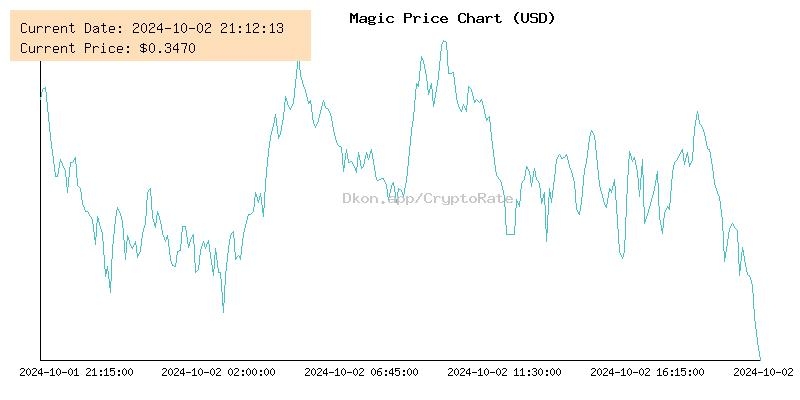 Magic Price Chart (USD)
Current Date: 2024-10-02 21:12:13
Current Price: $0.3470
Dkon.app/CryptoRate
2024-10-01 21:15:00 2024-10-02 02:00:00 2024-10-02 06:45:00 2024-10-02 11:30:00 2024-10-02 16:15:00 2024-10-02